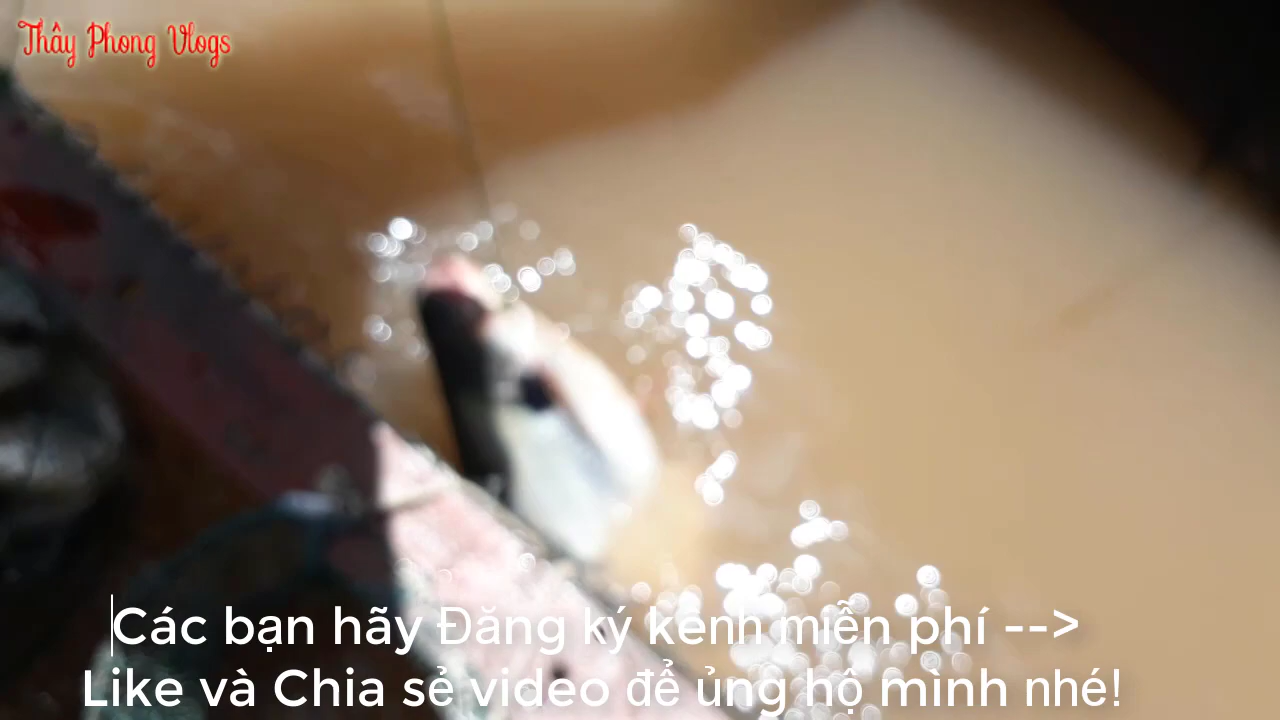 Thầy Phong Vlogs
Các bạn hãy Đăng ký kênh miễn phí -->
Like và Chia sẻ video để ủng hộ mình nhé!